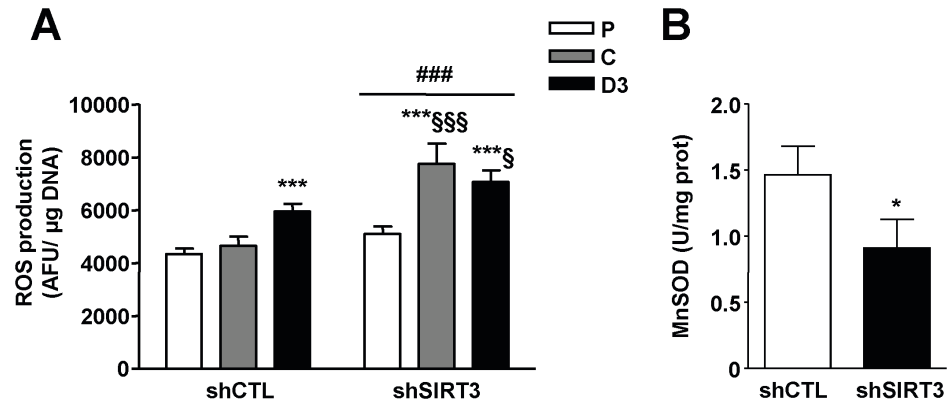 A
B
P
C
D3
###
***§§§
***§
***
10000
8000
6000
4000
2000
0
ROS production
(AFU/ µg DNA)
shCTL
shSIRT3
2.0
1.5
1.0
0.5
0
MnSOD (U/mg prot)
*
shCTL
shSIRT3